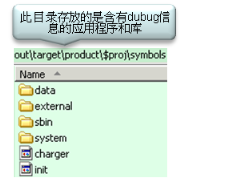 此目录存放的是含有dubug信
息的应用程序和库
out\target\product\$proj\symbols
Name
data
external
sbin
system
charger
init